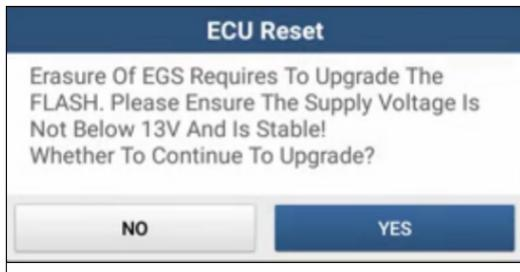 ECU Reset
Erasure Of EGS Requires To Upgrade The
FLASH. Please Ensure The Supply Voltage Is
Not Below 13V And Is Stable!
Whether To Continue To Upgrade?
NO
YES